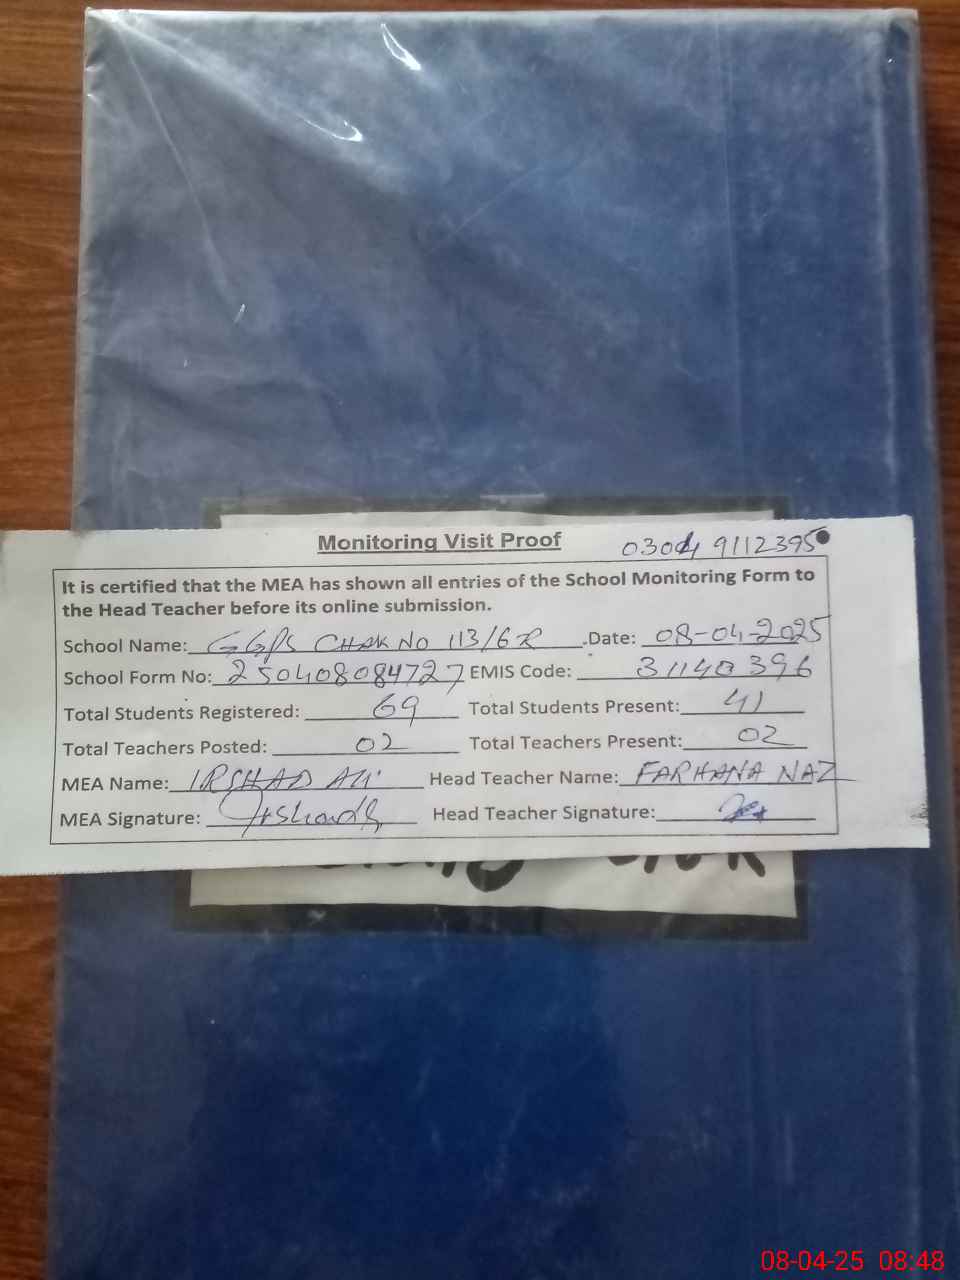 Monitoring Visit Proof 0304 9112395
It is certified that the MEA has shown all entries of the School Monitoring Form to
the Head Teacher before its online submission.
School Name: GGPS CHAK NO 113/6R Date: 08-04-2025
School Form No: 250408084727 EMIS Code: 31140396
Total Students Registered: 69 Total Students Present: 41
Total Teachers Posted: 02 Total Teachers Present: 02
MEA Name: IRSHAD ALI Head Teacher Name: FARHANA NAZ
MEA Signature: Irshad Head Teacher Signature:
08-04-25 08:48